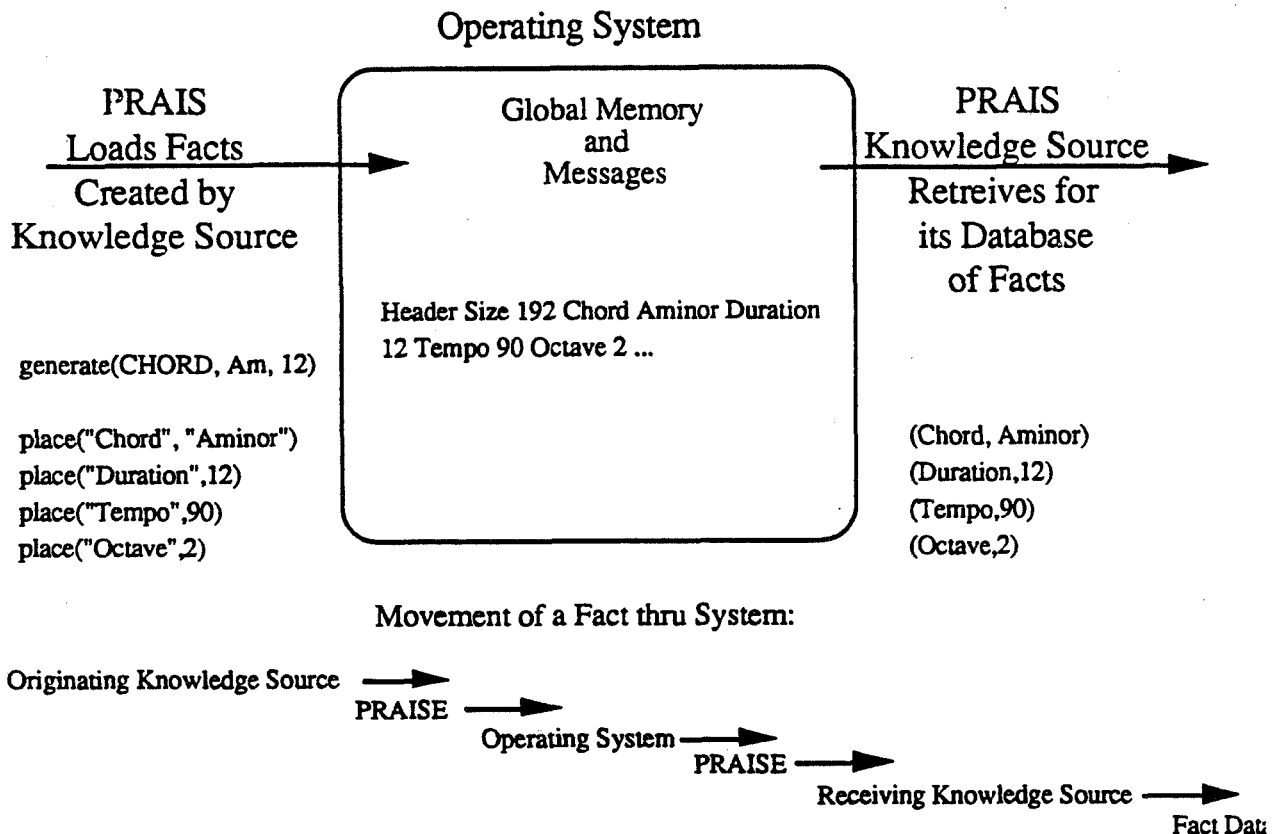 Operating System
PRAIS
Loads Facts
Created by
Knowledge Source
Global Memory
and
Messages
PRAIS
Knowledge Source
Retreives for
its Database
of Facts
Header Size 192 Chord Aminor Duration
12 Tempo 90 Octave 2 ...
generate(CHORD, Am, 12)
place("Chord", "Aminor")
place("Duration",12)
place("Tempo",90)
place("Octave",2)
(Chord, Aminor)
(Duration,12)
(Tempo,90)
(Octave,2)
Movement of a Fact thru System:
Originating Knowledge Source
PRAISE
Operating System
PRAISE
Receiving Knowledge Source
Fact